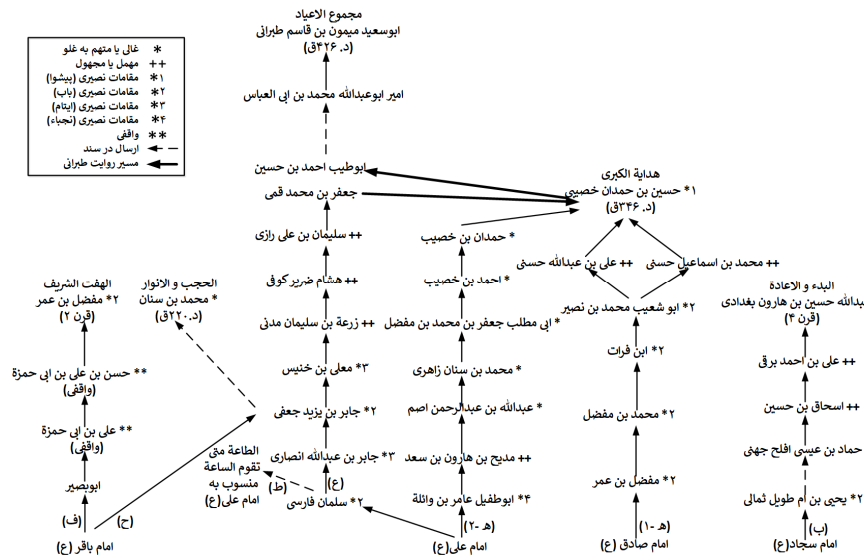 * غالی یا متهم به غلو
++ مهمل یا مجهول
*۱ مقامات نصیری (پیشوا)
*۲ مقامات نصیری (باب)
*۳ مقامات نصیری (ایتام)
*۴ مقامات نصیری (نجباء)
** واقفی
ارسال در سند
مسیر روایت طبرانی
مجموع الاعیاد
ابوسعید میمون بن قاسم طبرانی
(د. ۴۲۶ق)
امیر ابوعبدالله محمد بن ابی العباس
ابوطیب احمد بن حسین
جعفر بن محمد قمی
سلیمان بن علی رازی ++
هشام ضریر کوفی ++
زرعة بن سلیمان مدنی ++
معلی بن خنیس *۳
جابر بن یزید جعفی *۲
جابر بن عبدالله انصاری *۳
(ع)
سلمان فارسی *۲
(ط)
الطاعة متی
تقوم الساعة
منسوب به
امام علی(ع)
هدایة الکبری
حسین بن حمدان خصیبی *۱
(د. ۳۴۶ق)
حمدان بن خصیب *
احمد بن خصیب *
ابی مطلب جعفر بن محمد بن مفضل *
محمد بن سنان زاهری *
عبدالله بن عبدالرحمن اصم *
مدیح بن هارون بن سعد ++
ابوطفیل عامر بن وائلة *۴
(هـ -۲)
امام علی(ع)
علی بن عبدالله حسنی ++
محمد بن اسماعیل حسنی ++
ابو شعیب محمد بن نصیر *۲
ابن فرات *۲
محمد بن مفضل *۲
مفضل بن عمر *۲
(هـ -۱)
امام صادق (ع)
البدء و الاعادة
عبدالله حسین بن هارون بغدادی
(قرن ۴)
علی بن احمد برقی ++
اسحاق بن حسین ++
حماد بن عیسی افلح جهنی
یحیی بن أم طویل ثمالی *۲
(ب)
امام سجاد(ع)
الحجب و الانوار
محمد بن سنان *
(د.۲۲۰ق)
الهفت الشریف
مفضل بن عمر *۲
(قرن ۲)
حسن بن علی بن ابی حمزة **
(واقفی)
علی بن ابی حمزة **
(واقفی)
ابوبصیر
(ف)
(ح)
امام باقر (ع)